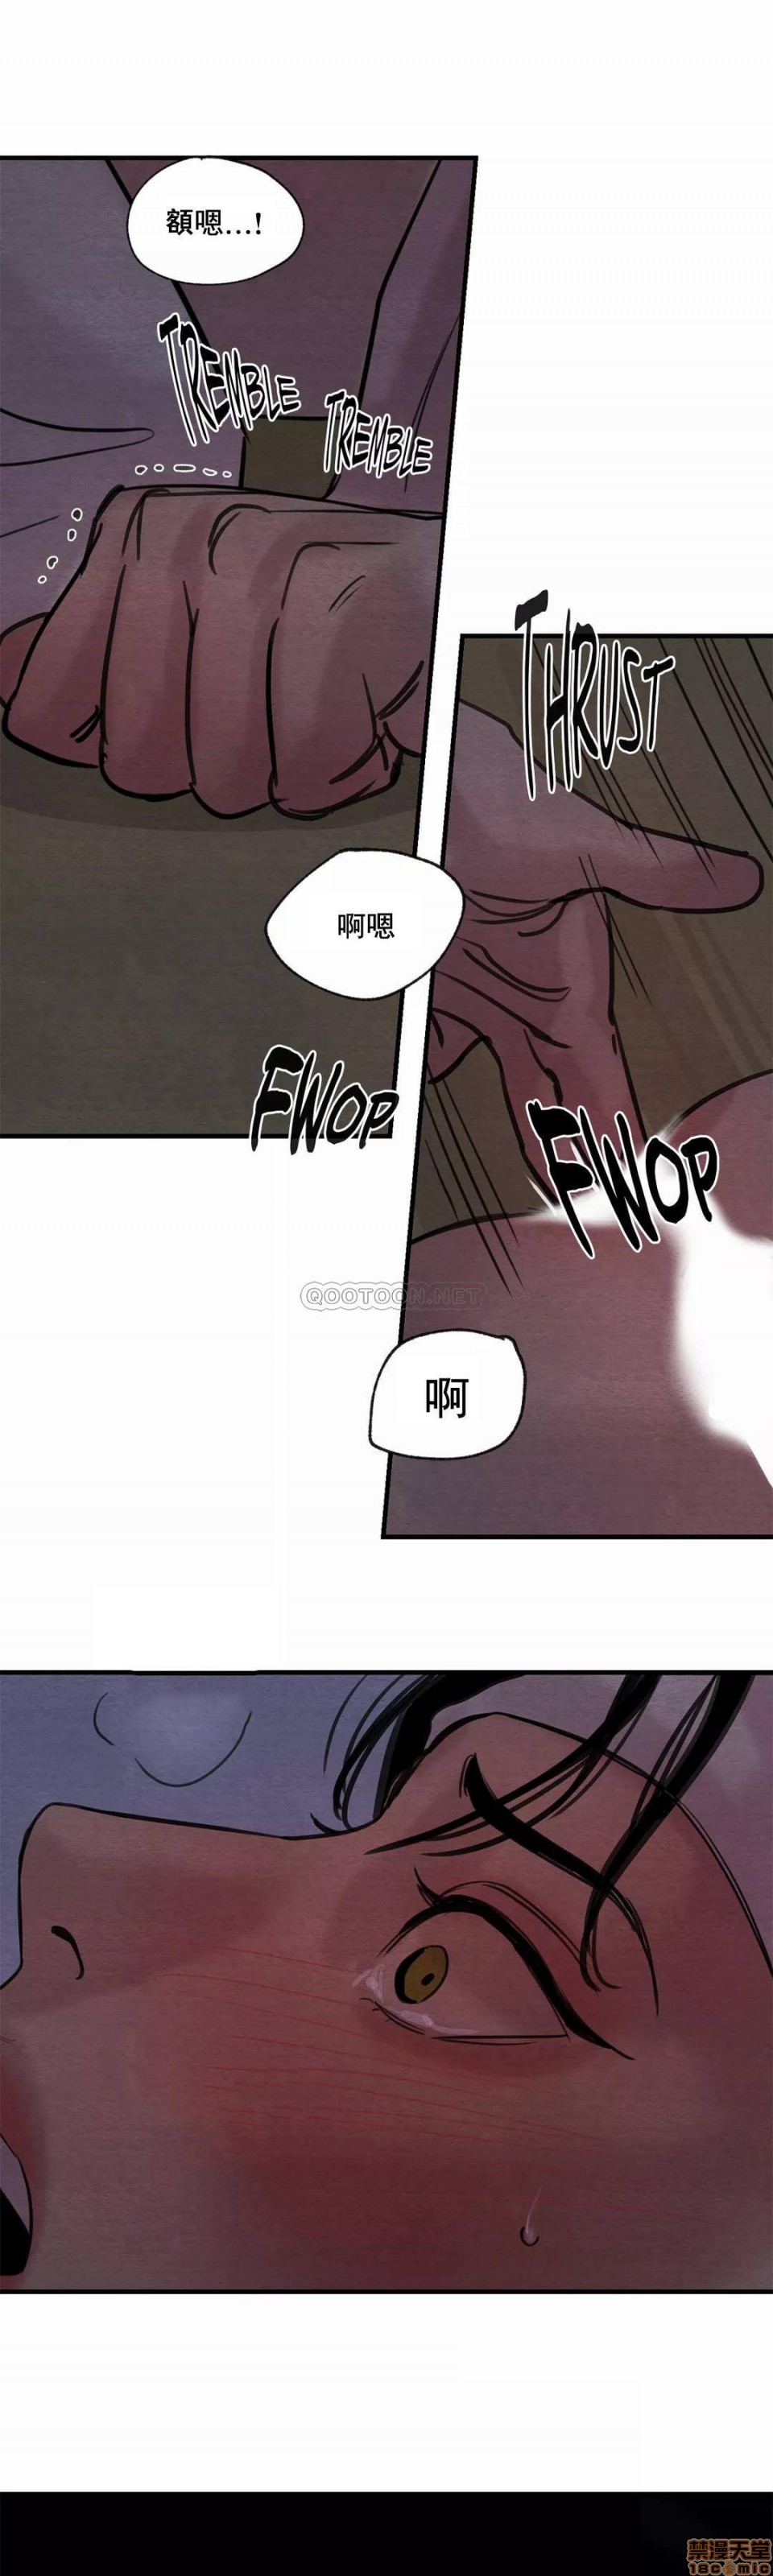 額嗯...!
TREMBLE
TREMBLE
THRUST
啊嗯
FWOP
FWOP
QOOTOON.NET
啊
禁漫天堂
18COMIC